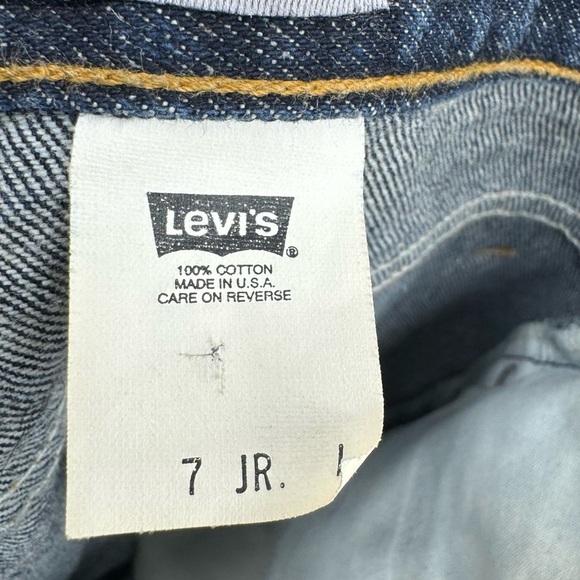 Levi's ®
100% COTTON
MADE IN U.S.A.
CARE ON REVERSE
7 JR.